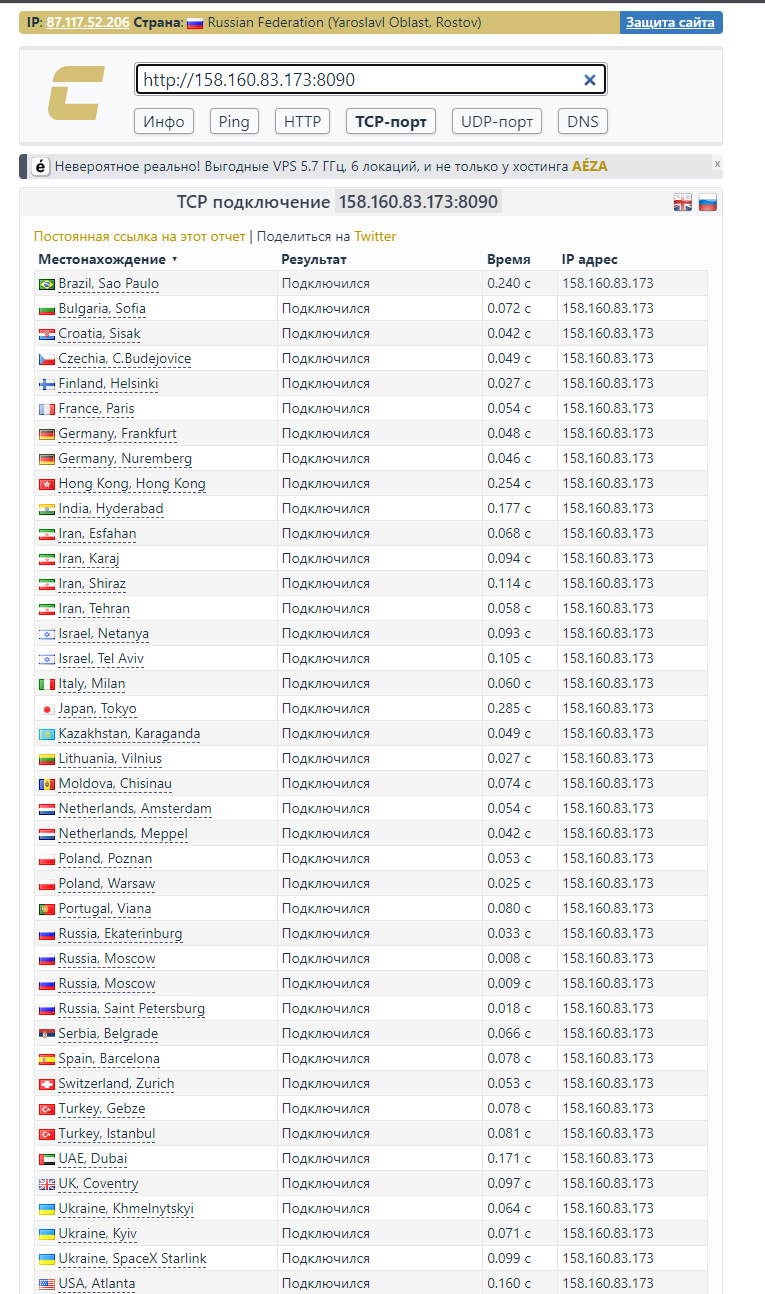 IP: 87.117.52.206 Страна: Russian Federation (Yaroslavl Oblast, Rostov) Защита сайта
http://158.160.83.173:8090
Инфо Ping HTTP TCP-порт UDP-порт DNS
é Невероятное реально! Выгодные VPS 5.7 ГГц, 6 локаций, и не только у хостинга AÉZA x
TCP подключение 158.160.83.173:8090
Постоянная ссылка на этот отчет | Поделиться на Twitter
Местонахождение Результат Время IP адрес
Brazil, Sao Paulo Подключился 0.240 с 158.160.83.173
Bulgaria, Sofia Подключился 0.072 с 158.160.83.173
Croatia, Sisak Подключился 0.042 с 158.160.83.173
Czechia, C.Budejovice Подключился 0.049 с 158.160.83.173
Finland, Helsinki Подключился 0.027 с 158.160.83.173
France, Paris Подключился 0.054 с 158.160.83.173
Germany, Frankfurt Подключился 0.048 с 158.160.83.173
Germany, Nuremberg Подключился 0.046 с 158.160.83.173
Hong Kong, Hong Kong Подключился 0.254 с 158.160.83.173
India, Hyderabad Подключился 0.177 с 158.160.83.173
Iran, Esfahan Подключился 0.068 с 158.160.83.173
Iran, Karaj Подключился 0.094 с 158.160.83.173
Iran, Shiraz Подключился 0.114 с 158.160.83.173
Iran, Tehran Подключился 0.058 с 158.160.83.173
Israel, Netanya Подключился 0.093 с 158.160.83.173
Israel, Tel Aviv Подключился 0.105 с 158.160.83.173
Italy, Milan Подключился 0.060 с 158.160.83.173
Japan, Tokyo Подключился 0.285 с 158.160.83.173
Kazakhstan, Karaganda Подключился 0.049 с 158.160.83.173
Lithuania, Vilnius Подключился 0.027 с 158.160.83.173
Moldova, Chisinau Подключился 0.074 с 158.160.83.173
Netherlands, Amsterdam Подключился 0.054 с 158.160.83.173
Netherlands, Meppel Подключился 0.042 с 158.160.83.173
Poland, Poznan Подключился 0.053 с 158.160.83.173
Poland, Warsaw Подключился 0.025 с 158.160.83.173
Portugal, Viana Подключился 0.080 с 158.160.83.173
Russia, Ekaterinburg Подключился 0.033 с 158.160.83.173
Russia, Moscow Подключился 0.008 с 158.160.83.173
Russia, Moscow Подключился 0.009 с 158.160.83.173
Russia, Saint Petersburg Подключился 0.018 с 158.160.83.173
Serbia, Belgrade Подключился 0.066 с 158.160.83.173
Spain, Barcelona Подключился 0.078 с 158.160.83.173
Switzerland, Zurich Подключился 0.053 с 158.160.83.173
Turkey, Gebze Подключился 0.078 с 158.160.83.173
Turkey, Istanbul Подключился 0.081 с 158.160.83.173
UAE, Dubai Подключился 0.171 с 158.160.83.173
UK, Coventry Подключился 0.097 с 158.160.83.173
Ukraine, Khmelnytskyi Подключился 0.064 с 158.160.83.173
Ukraine, Kyiv Подключился 0.071 с 158.160.83.173
Ukraine, SpaceX Starlink Подключился 0.099 с 158.160.83.173
USA, Atlanta Подключился 0.160 с 158.160.83.173